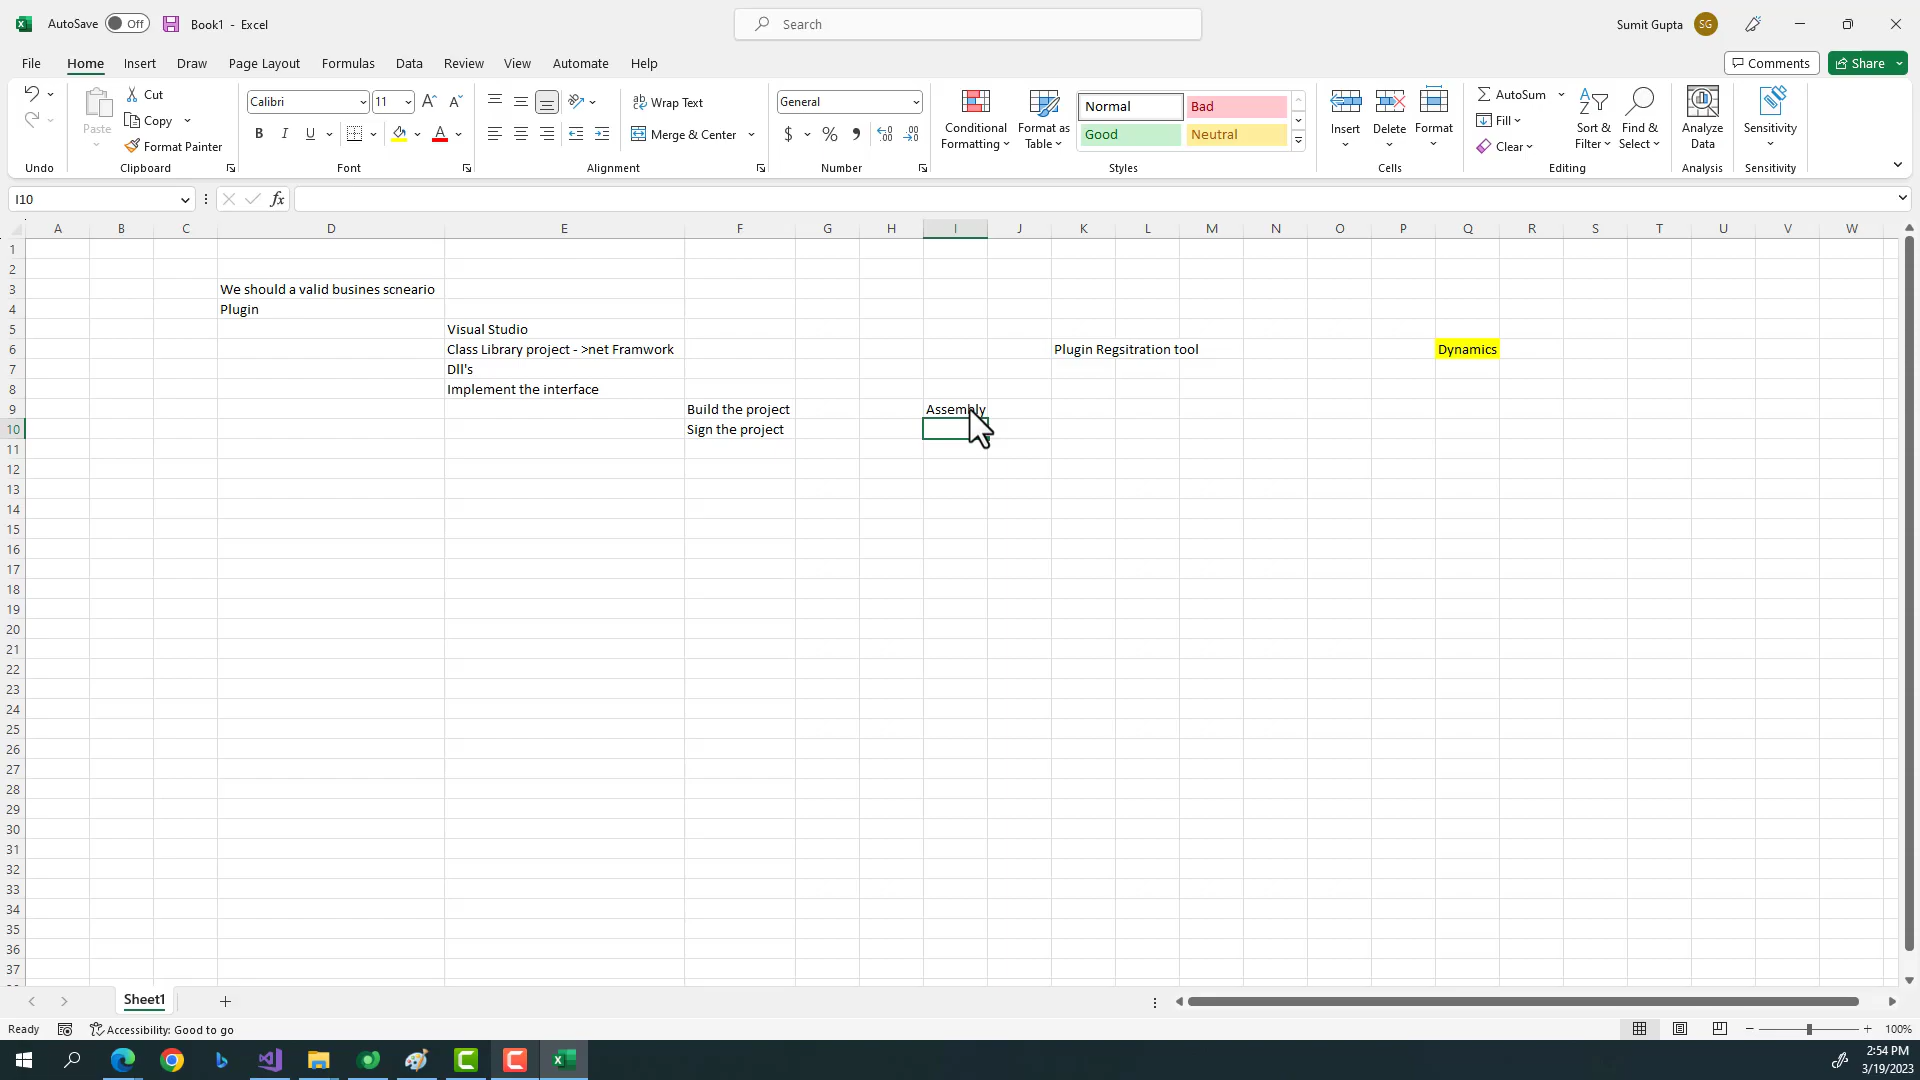 AutoSave Off Book1 - Excel Search Sumit Gupta SG
File Home Insert Draw Page Layout Formulas Data Review View Automate Help Comments Share
Cut
Copy
Format Painter
Paste
Calibri 11
B I U A
Wrap Text
Merge & Center
General
$ % ,
Conditional Formatting
Format as Table
Normal Bad
Good Neutral
Insert Delete Format
AutoSum
Fill
Clear
Sort & Filter
Find & Select
Analyze Data
Sensitivity
Undo Clipboard Font Alignment Number Styles Cells Editing Analysis Sensitivity
I10 fx
A B C D E F G H I J K L M N O P Q R S T U V W
1
2
3 We should a valid busines scneario
4 Plugin
5 Visual Studio
6 Class Library project - >net Framwork Plugin Regsitration tool Dynamics
7 Dll's
8 Implement the interface
9 Build the project Assembly
10 Sign the project
11
12
13
14
15
16
17
18
19
20
21
22
23
24
25
26
27
28
29
30
31
32
33
34
35
36
37
Sheet1
Ready Accessibility: Good to go 100%
2:54 PM
3/19/2023